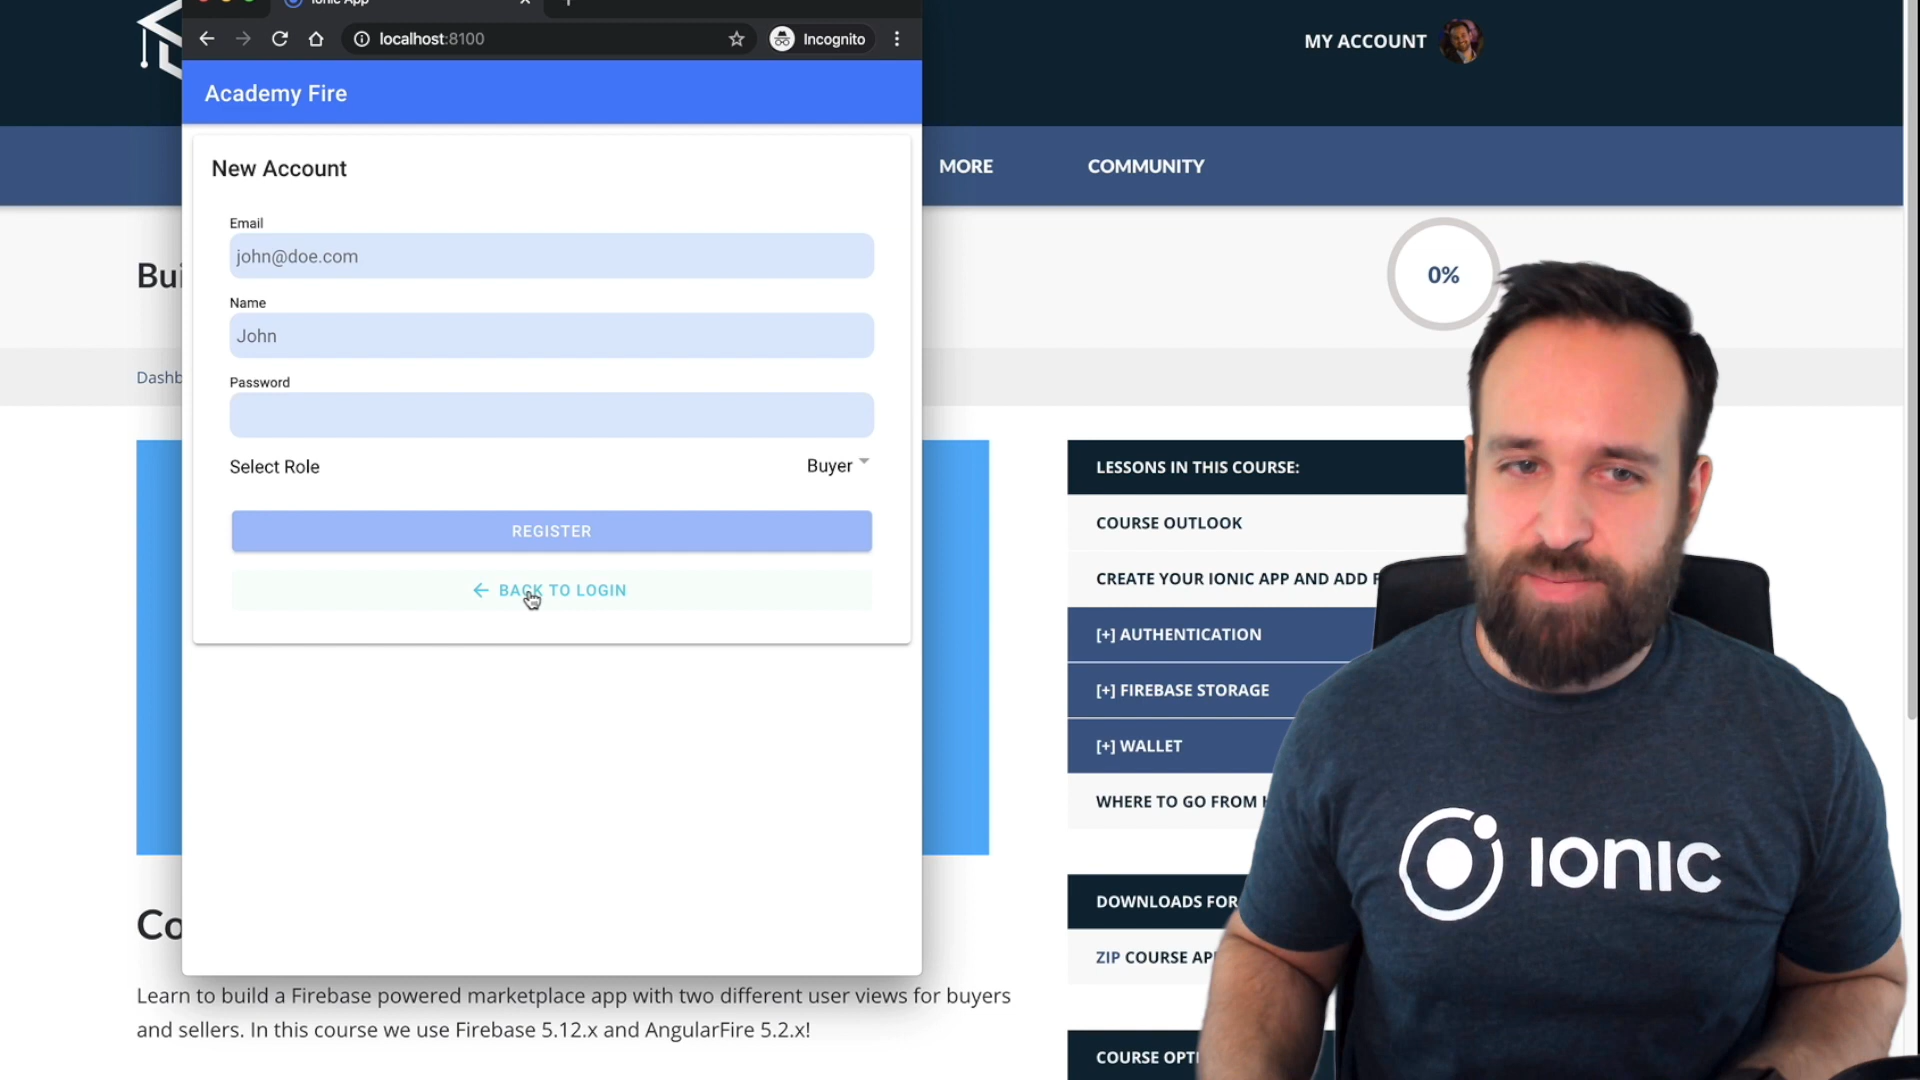 Ionic App
localhost:8100
Incognito
MY ACCOUNT
Academy Fire
MORE
COMMUNITY
New Account
Email
john@doe.com
Name
John
Password
Select Role
Buyer
REGISTER
BACK TO LOGIN
0%
LESSONS IN THIS COURSE:
COURSE OUTLOOK
CREATE YOUR IONIC APP AND ADD
[+] AUTHENTICATION
[+] FIREBASE STORAGE
[+] WALLET
WHERE TO GO FROM
DOWNLOADS FOR
ZIP COURSE
IONIC
Learn to build a Firebase powered marketplace app with two different user views for buyers
and sellers. In this course we use Firebase 5.12.x and AngularFire 5.2.x!